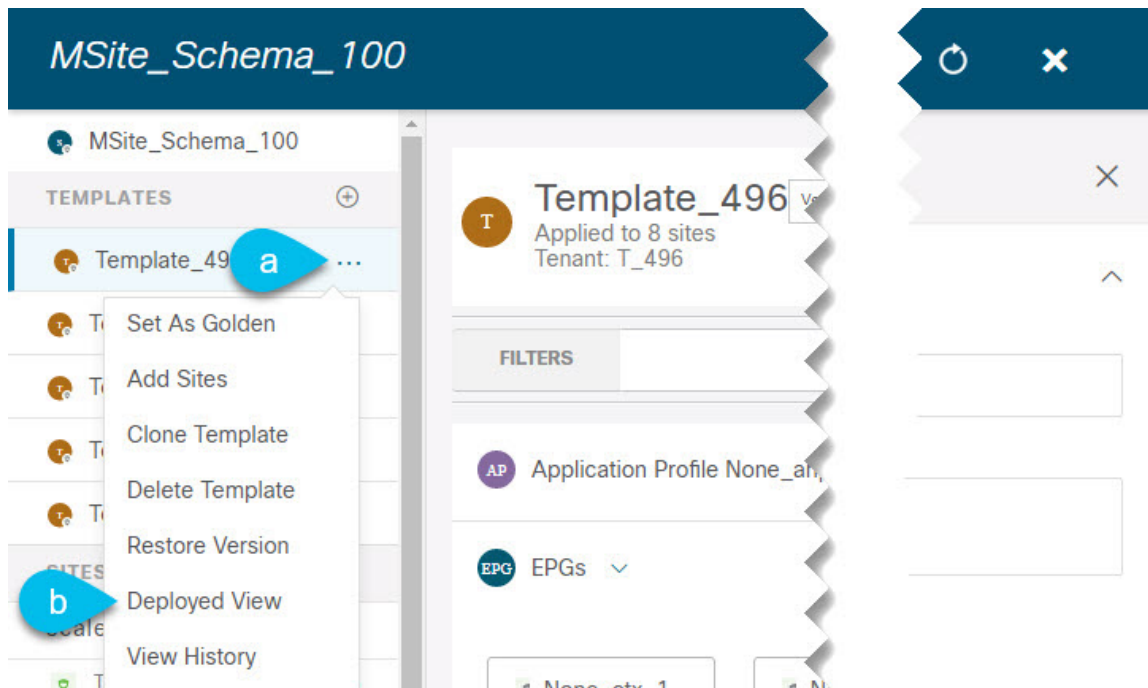 MSite_Schema_100
MSite_Schema_100
TEMPLATES
Template_49
a
...
Set As Golden
Add Sites
Clone Template
Delete Template
Restore Version
b
Deployed View
View History
T
Template_496
Applied to 8 sites
Tenant: T_496
FILTERS
AP Application Profile None_
EPG EPGs